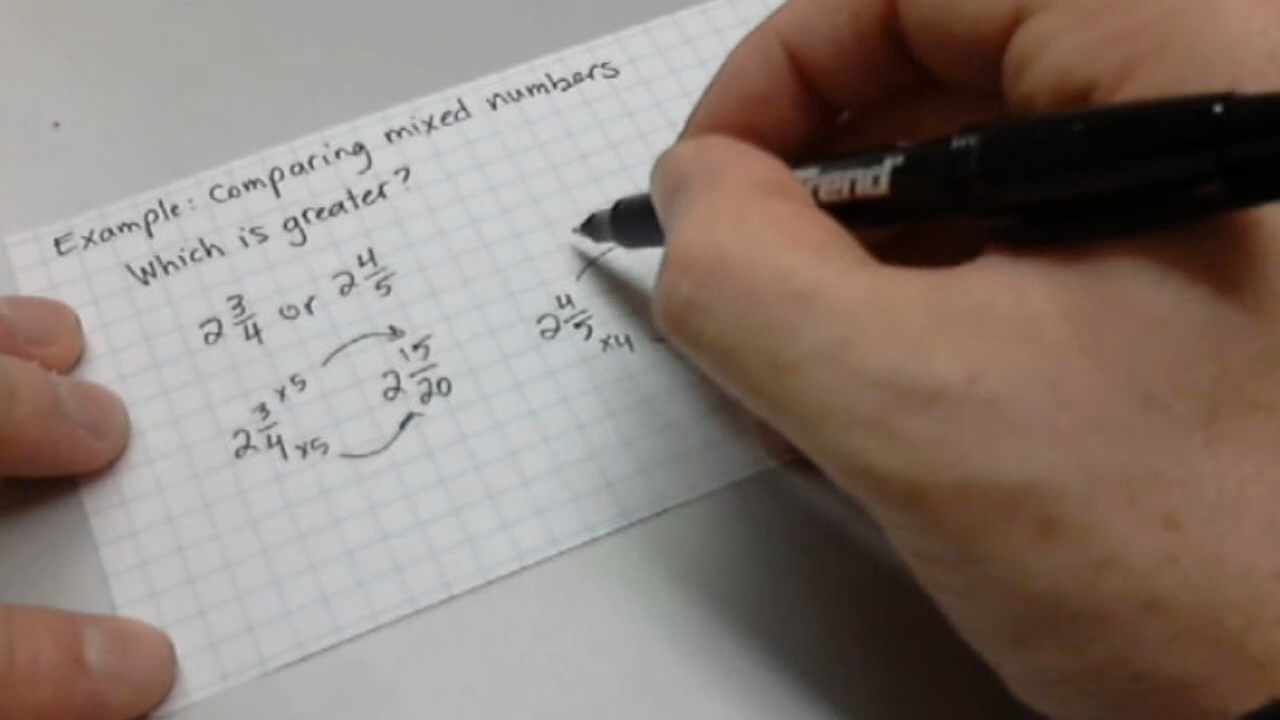 Example: Comparing mixed numbers
Which is greater?
2 3/4 or 2 4/5
2 3/4 ×5 ×5 2 15/20
2 4/5 ×4
rend